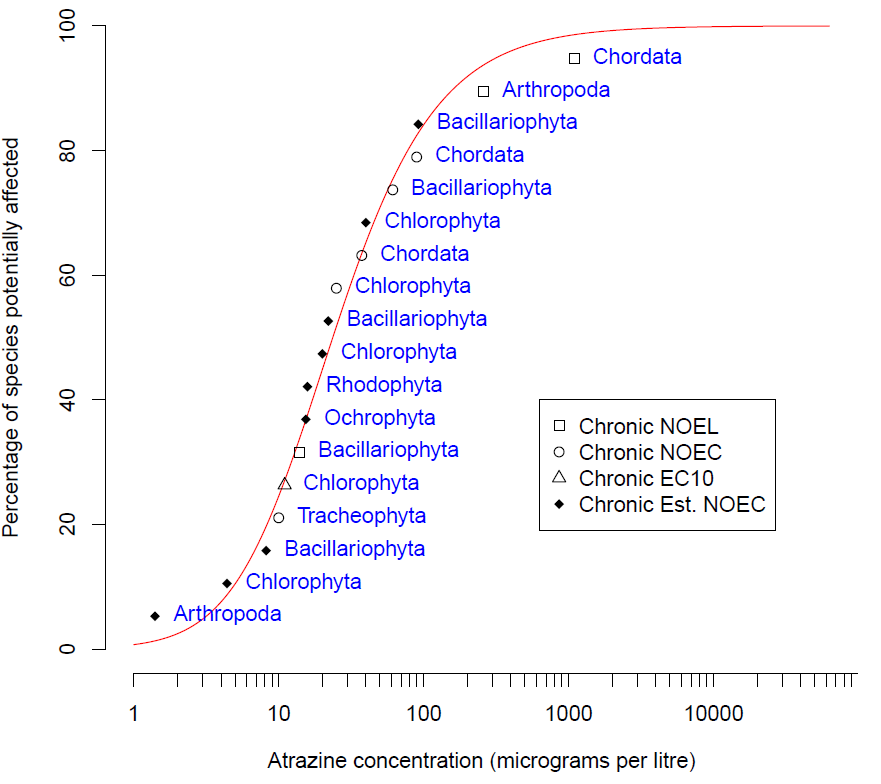 100
80
60
40
20
0
Percentage of species potentially affected
Chordata
Arthropoda
Bacillariophyta
Chordata
Bacillariophyta
Chlorophyta
Chordata
Chlorophyta
Bacillariophyta
Chlorophyta
Rhodophyta
Ochrophyta
Bacillariophyta
Chlorophyta
Tracheophyta
Bacillariophyta
Chlorophyta
Arthropoda
Chronic NOEL
Chronic NOEC
Chronic EC10
Chronic Est. NOEC
1 10 100 1000 10000
Atrazine concentration (micrograms per litre)